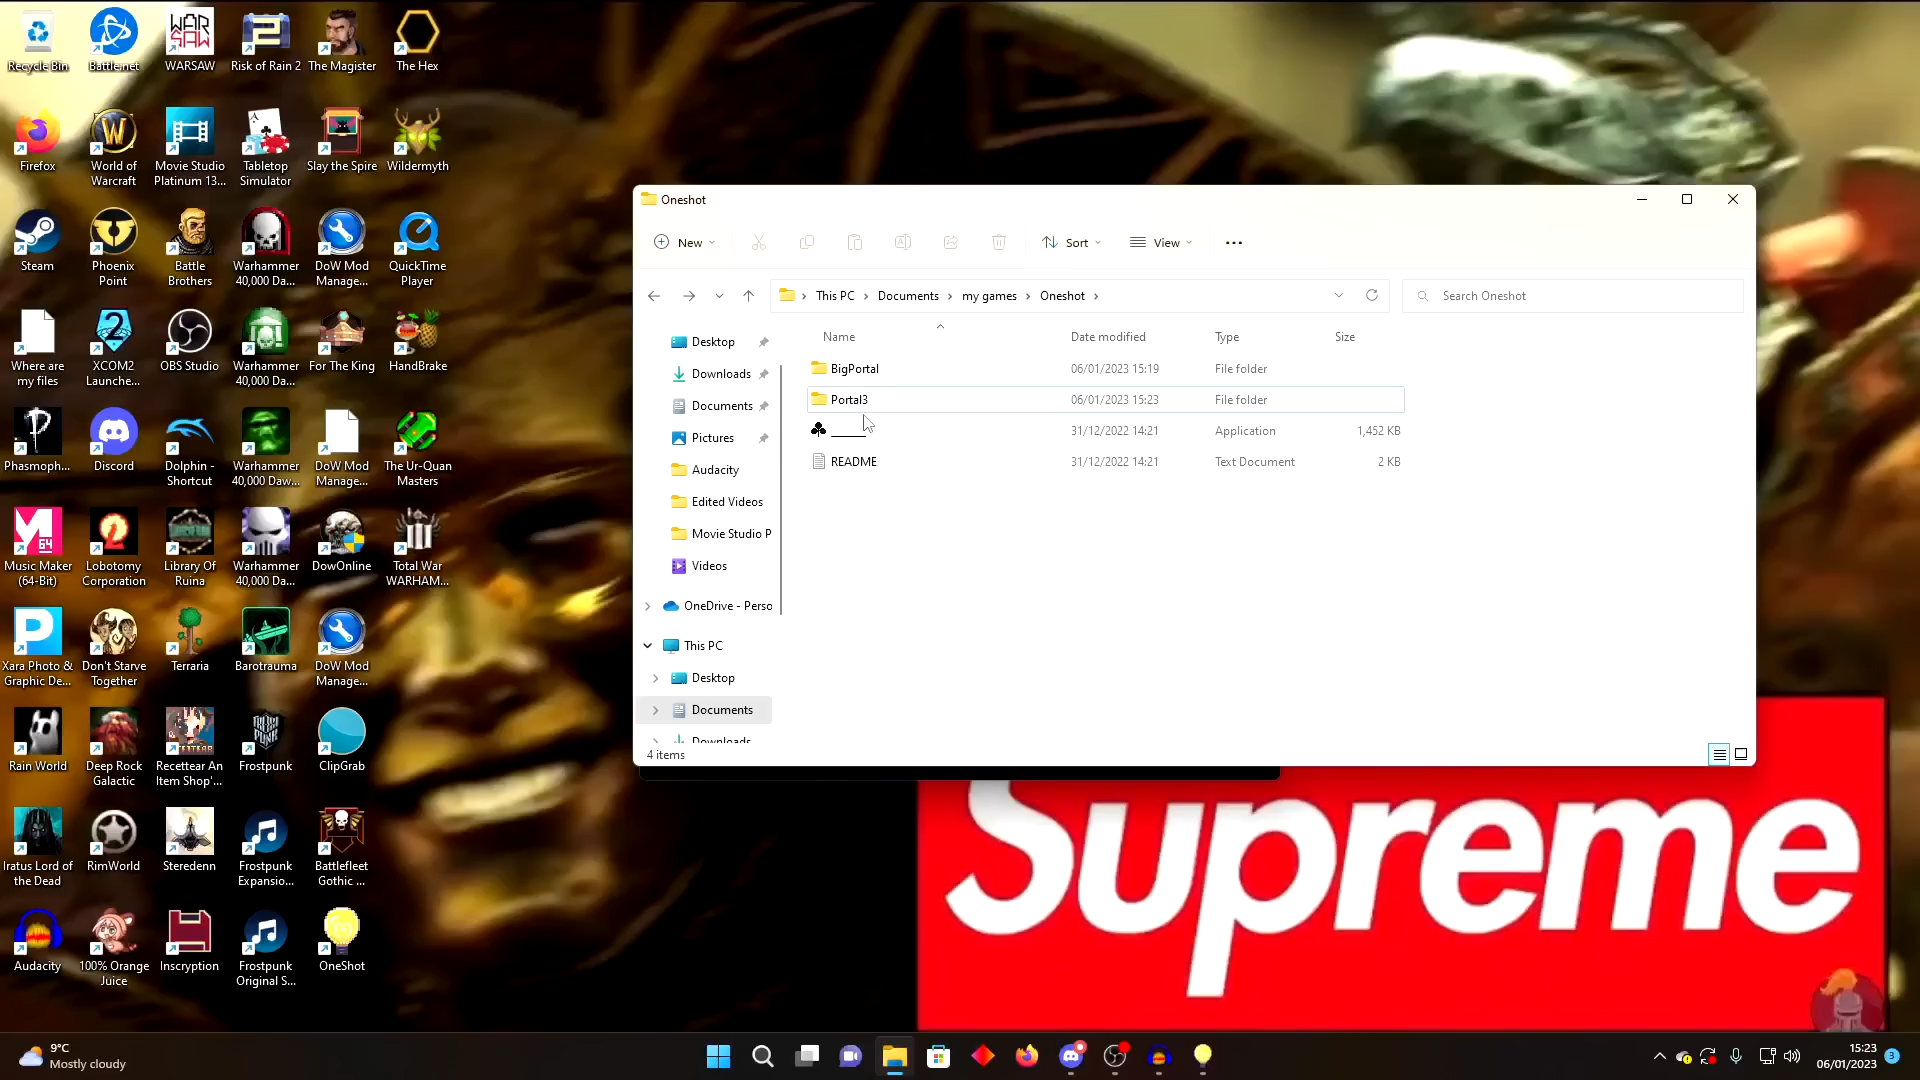 Recycle Bin
Battle.net
WARSAW
Risk of Rain 2
The Magister
The Hex
Firefox
World of
Warcraft
Movie Studio
Platinum 13...
Tabletop
Simulator
Slay the Spire
Wildermyth
Steam
Phoenix
Point
Battle
Brothers
Warhammer
40,000 Da...
DoW Mod
Manage...
QuickTime
Player
Where are
my files
XCOM2
Launche...
OBS Studio
Warhammer
40,000 Da...
For The King
HandBrake
Phasmoph...
Discord
Dolphin -
Shortcut
Warhammer
40,000 Daw...
DoW Mod
Manage...
The Ur-Quan
Masters
Music Maker
(64-Bit)
Lobotomy
Corporation
Library Of
Ruina
Warhammer
40,000 Da...
DowOnline
Total War
WARHAM...
Xara Photo &
Graphic De...
Don't Starve
Together
Terraria
Barotrauma
DoW Mod
Manage...
Rain World
Deep Rock
Galactic
Recettear An
Item Shop'...
Frostpunk
ClipGrab
Iratus Lord of
the Dead
RimWorld
Steredenn
Frostpunk
Expansio...
Battlefleet
Gothic ...
Audacity
100% Orange
Juice
Inscryption
Frostpunk
Original S...
OneShot
Oneshot
New
Sort
View
This PC > Documents > my games > Oneshot >
Search Oneshot
Name Date modified Type Size
BigPortal 06/01/2023 15:19 File folder
Portal3 06/01/2023 15:23 File folder
______ 31/12/2022 14:21 Application 1,452 KB
README 31/12/2022 14:21 Text Document 2 KB
Desktop
Downloads
Documents
Pictures
Audacity
Edited Videos
Movie Studio P
Videos
OneDrive - Perso
This PC
Desktop
Documents
Downloads
4 items
Supreme
9°C
Mostly cloudy
15:23
06/01/2023
3